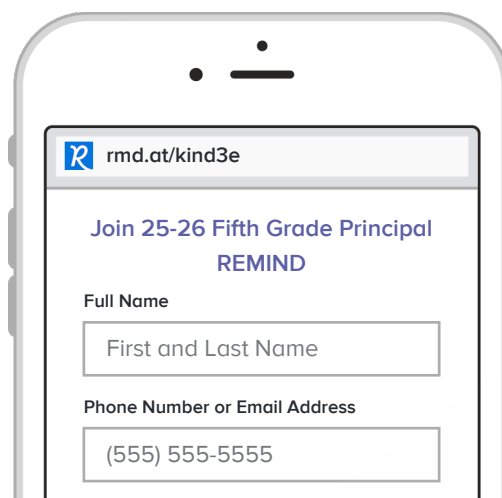 rmd.at/kind3e
Join 25-26 Fifth Grade Principal
REMIND
Full Name
First and Last Name
Phone Number or Email Address
(555) 555-5555